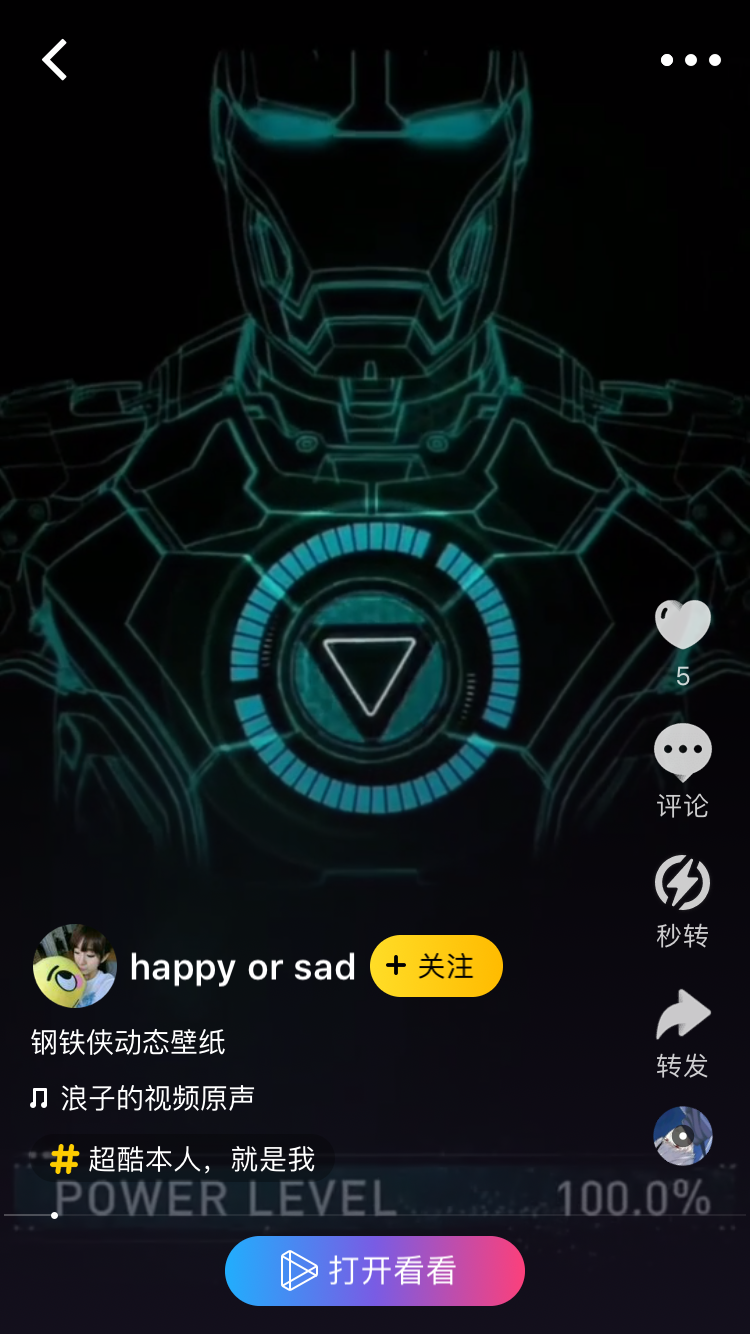 5
评论
秒转
happy or sad
+ 关注
钢铁侠动态壁纸
转发
浪子的视频原声
# 超酷本人，就是我
POWER LEVEL 100.0%
打开看看